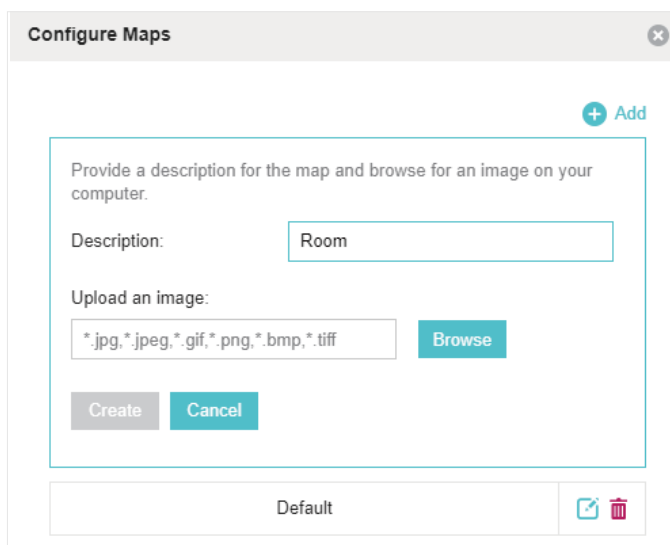 Configure Maps
Add
Provide a description for the map and browse for an image on your
computer.
Description:
Room
Upload an image:
*.jpg,*.jpeg,*.gif,*.png,*.bmp,*.tiff
Browse
Create
Cancel
Default